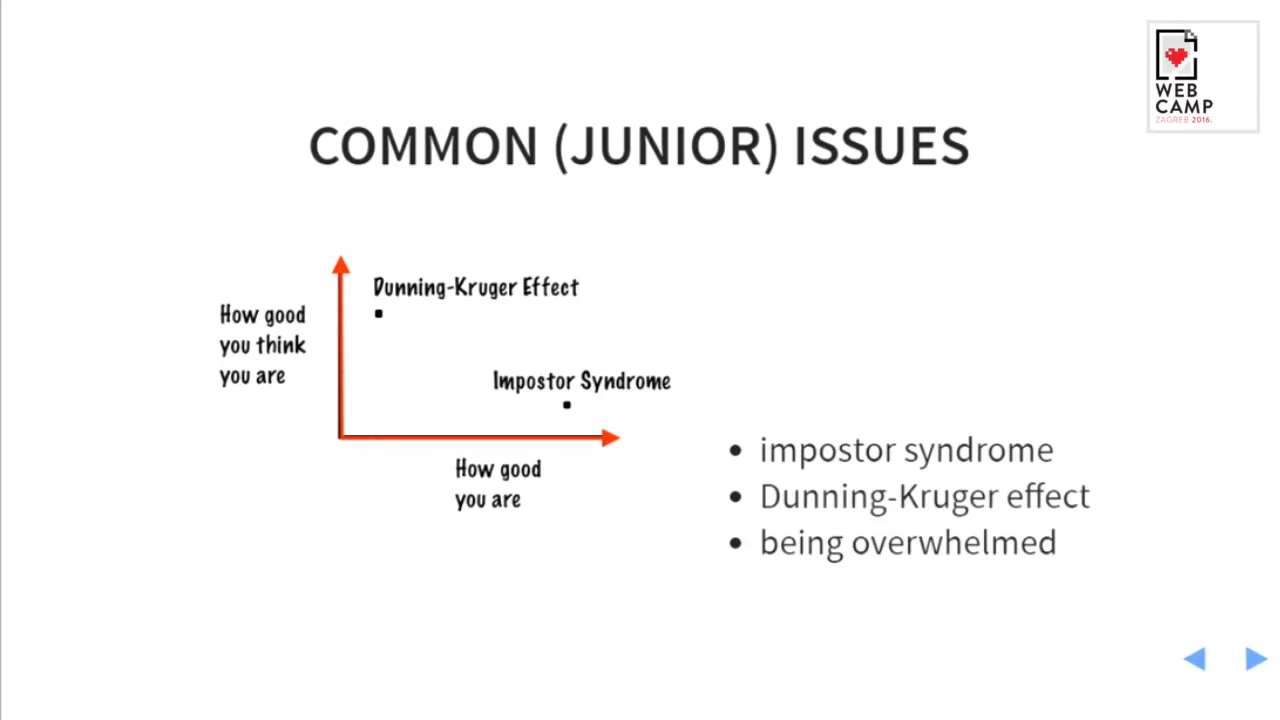 WEB
CAMP
ZAGREB 2016.
COMMON (JUNIOR) ISSUES
Dunning-Kruger Effect
How good
you think
you are
Impostor Syndrome
How good
you are
impostor syndrome
Dunning-Kruger effect
being overwhelmed